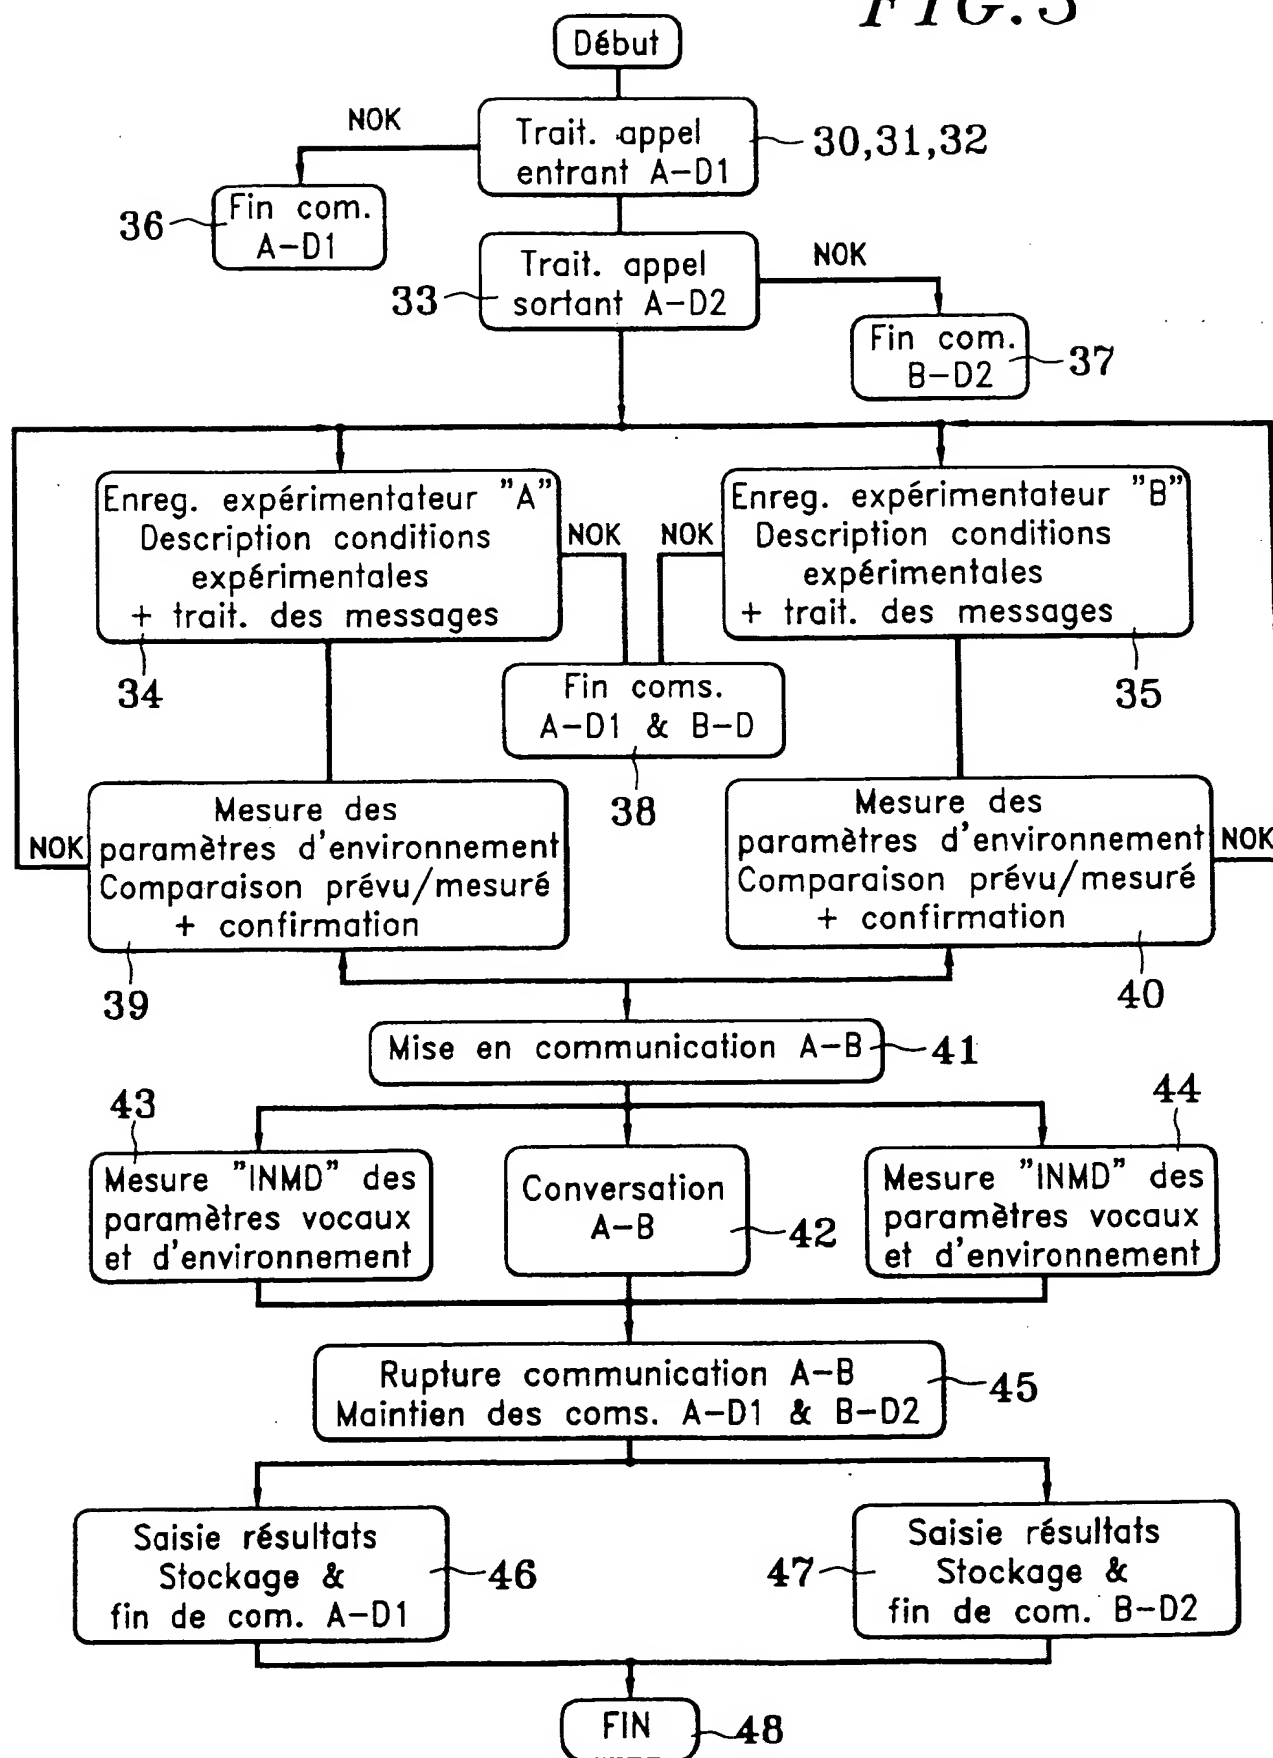 FIG. 3
Début
NOK
Trait. appel
entrant A-D1
30,31,32
36
Fin com.
A-D1
33
Trait. appel
sortant A-D2
NOK
Fin com.
B-D2
37
Enreg. expérimentateur "A"
Description conditions
expérimentales
+ trait. des messages
34
NOK
NOK
Enreg. expérimentateur "B"
Description conditions
expérimentales
+ trait. des messages
35
Fin coms.
A-D1 & B-D
38
NOK
Mesure des
paramètres d'environnement
Comparaison prévu/mesuré
+ confirmation
39
Mesure des
paramètres d'environnement
Comparaison prévu/mesuré
+ confirmation
NOK
40
Mise en communication A-B
41
43
Mesure "INMD" des
paramètres vocaux
et d'environnement
Conversation
A-B
42
44
Mesure "INMD" des
paramètres vocaux
et d'environnement
Rupture communication A-B
Maintien des coms. A-D1 & B-D2
45
Saisie résultats
Stockage &
fin de com. A-D1
46
47
Saisie résultats
Stockage &
fin de com. B-D2
FIN
48